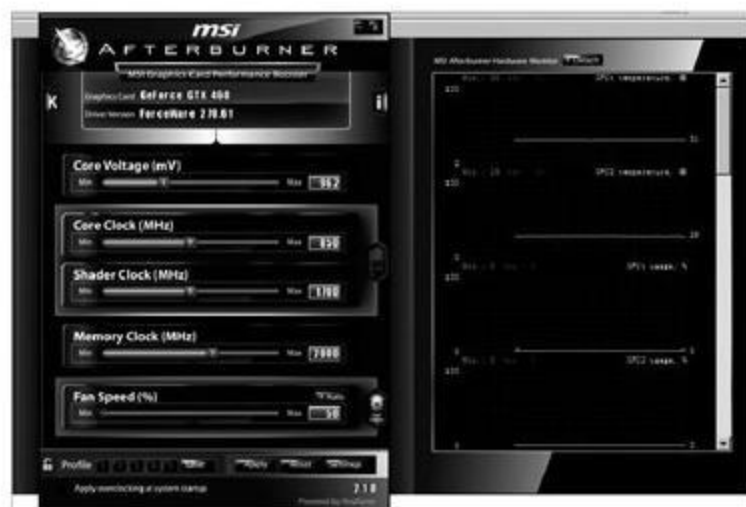 msi
AFTERBURNER
MSI Graphics Card Performance Booster
Graphics Card GeForce GTX 460
Driver Version ForceWare 270.61
K
i
Core Voltage (mV)
Min Max 962
Core Clock (MHz)
Min Max 850
Shader Clock (MHz)
Min Max 1700
Memory Clock (MHz)
Min Max 2000
Fan Speed (%)
Auto
Min Max 50
Profile Apply Reset Settings
Apply overclocking at system startup 2.1.0
MSI Afterburner Hardware Monitor Detach
GPU1 temperature
100
0
GPU2 temperature
100
0
GPU1 usage, %
100
0
GPU2 usage, %
100
0